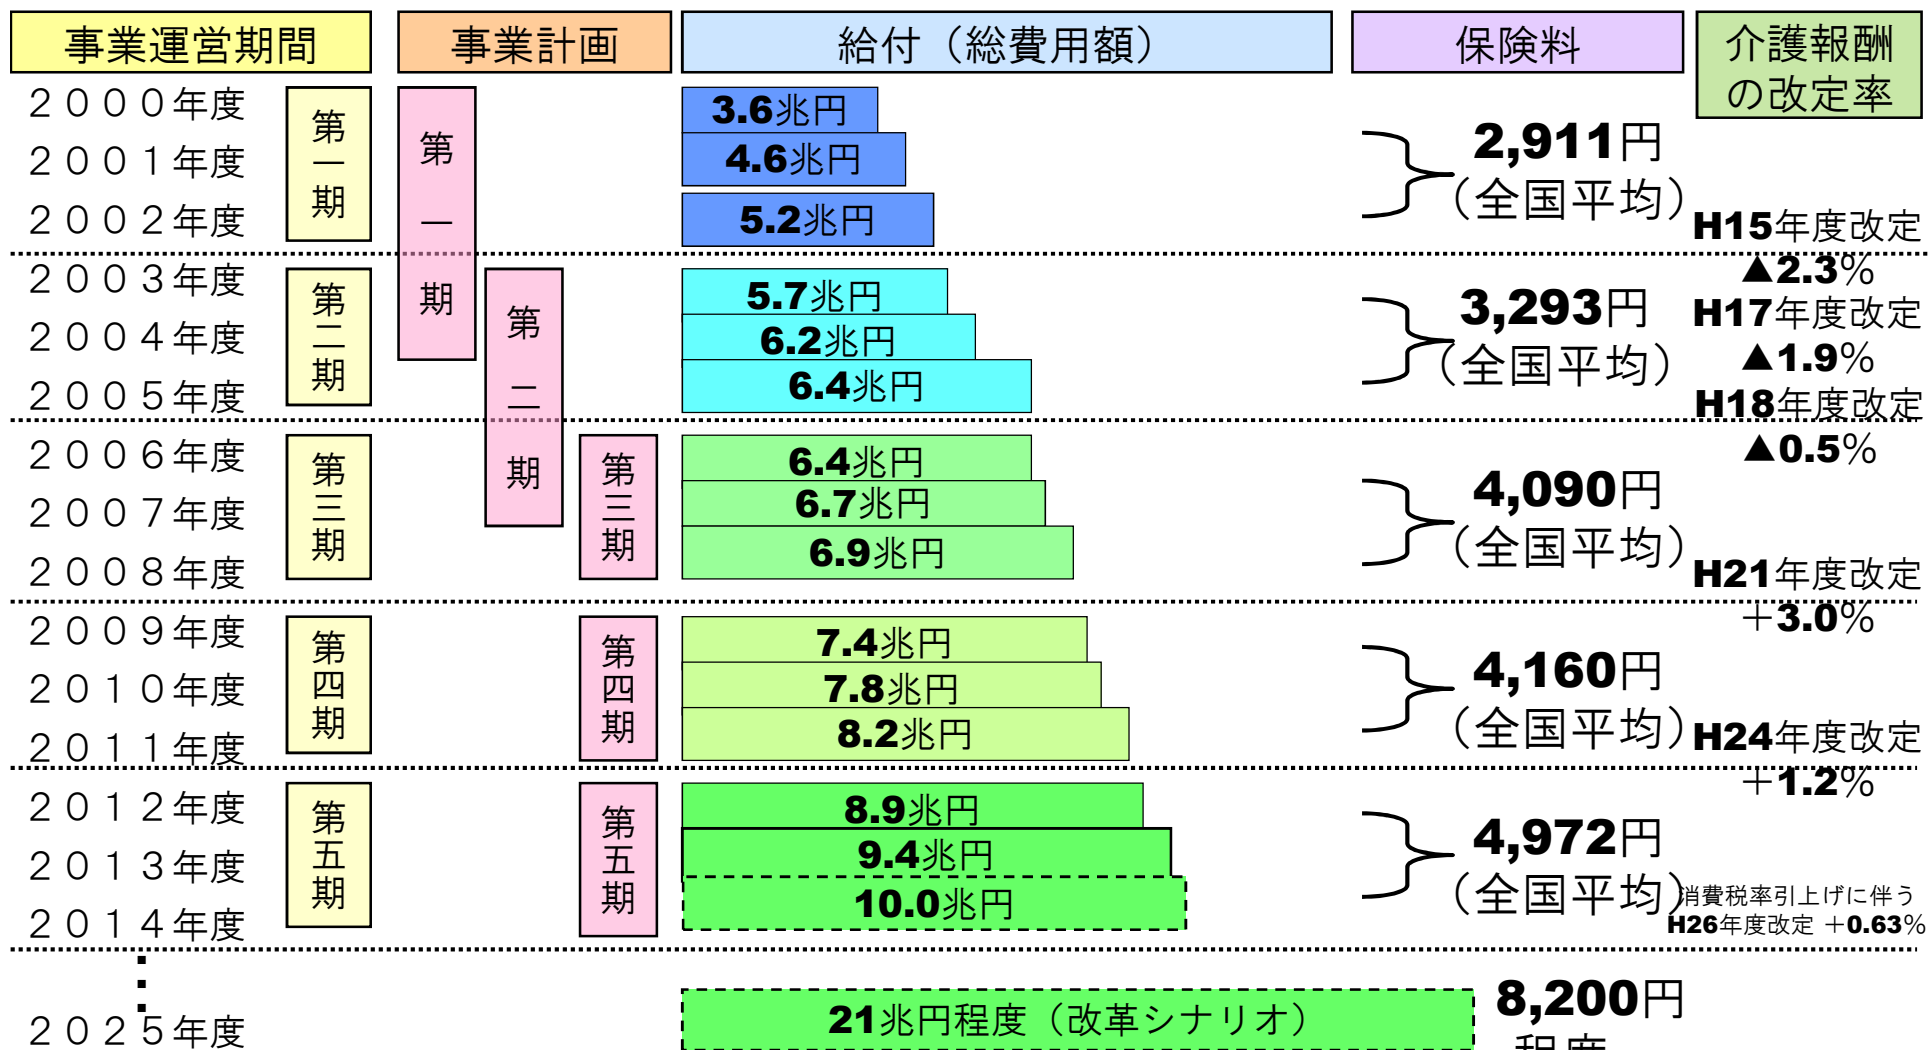 事業運営期間
事業計画
給付（総費用額）
保険料
介護報酬
の改定率
２０００年度
２００１年度
２００２年度
第一期
第一期
3.6兆円
4.6兆円
5.2兆円
2,911円
（全国平均）
H15年度改定
▲2.3％
２００３年度
２００４年度
２００５年度
第二期
第二期
5.7兆円
6.2兆円
6.4兆円
3,293円
（全国平均）
H17年度改定
▲1.9％
H18年度改定
▲0.5％
２００６年度
２００７年度
２００８年度
第三期
第三期
6.4兆円
6.7兆円
6.9兆円
4,090円
（全国平均）
H21年度改定
＋3.0％
２００９年度
２０１０年度
２０１１年度
第四期
第四期
7.4兆円
7.8兆円
8.2兆円
4,160円
（全国平均）
H24年度改定
＋1.2％
２０１２年度
２０１３年度
２０１４年度
第五期
第五期
8.9兆円
9.4兆円
10.0兆円
4,972円
（全国平均）
消費税率引上げに伴う
H26年度改定 ＋0.63％
２０２５年度
21兆円程度（改革シナリオ）
8,200円
程度